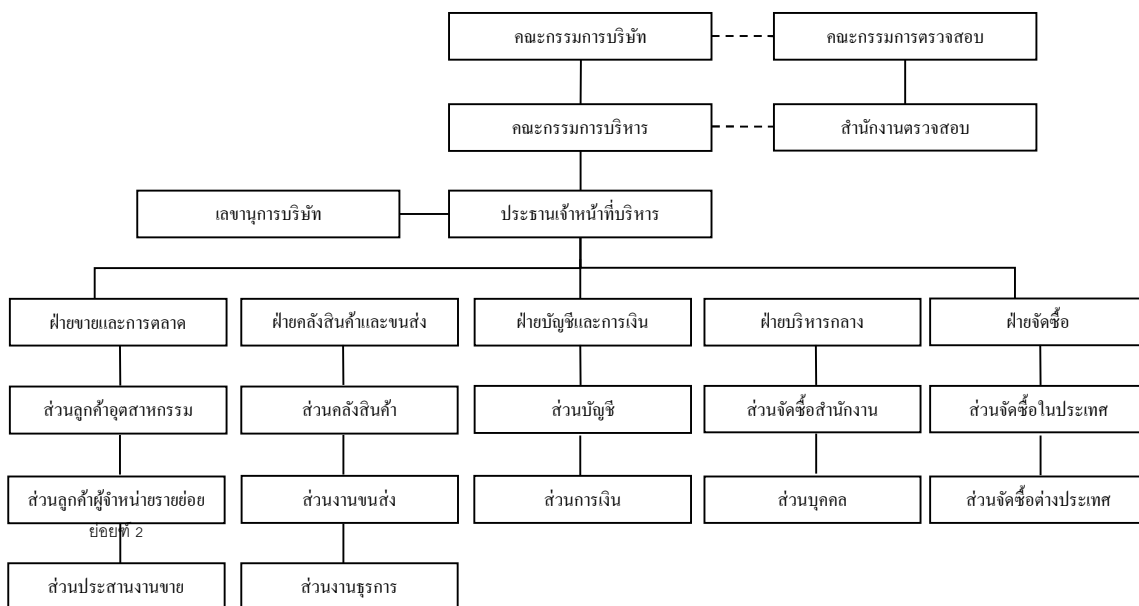 คณะกรรมการบริษัท
คณะกรรมการตรวจสอบ
คณะกรรมการบริหาร
สำนักงานตรวจสอบ
เลขานุการบริษัท
ประธานเจ้าหน้าที่บริหาร
ฝ่ายขายและการตลาด
ฝ่ายคลังสินค้าและขนส่ง
ฝ่ายบัญชีและการเงิน
ฝ่ายบริหารกลาง
ฝ่ายจัดซื้อ
ส่วนลูกค้าอุตสาหกรรม
ส่วนคลังสินค้า
ส่วนบัญชี
ส่วนจัดซื้อสำนักงาน
ส่วนจัดซื้อในประเทศ
ส่วนลูกค้าผู้จำหน่ายรายย่อย
ส่วนงานขนส่ง
ส่วนการเงิน
ส่วนบุคคล
ส่วนจัดซื้อต่างประเทศ
2
ส่วนประสานงานขาย
ส่วนงานธุรการ